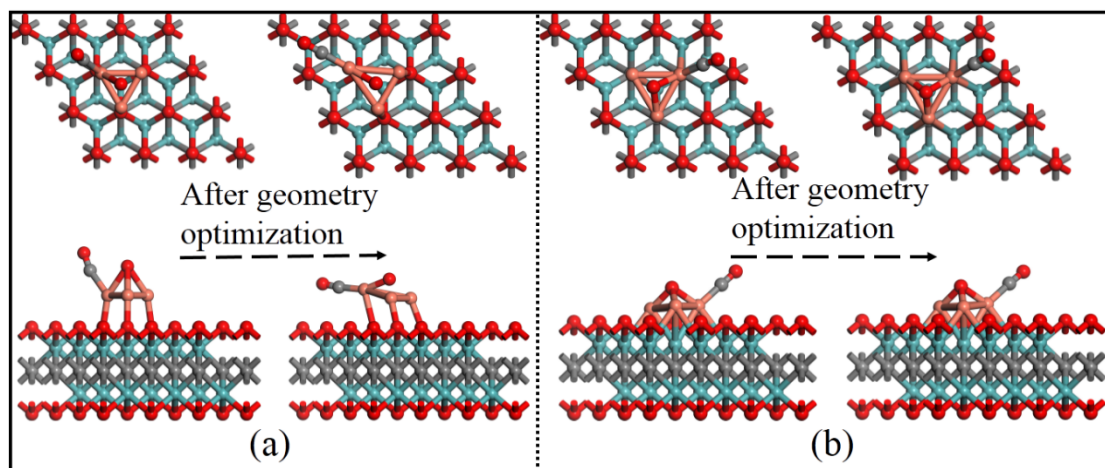 After geometry
optimization
(a)
After geometry
optimization
(b)